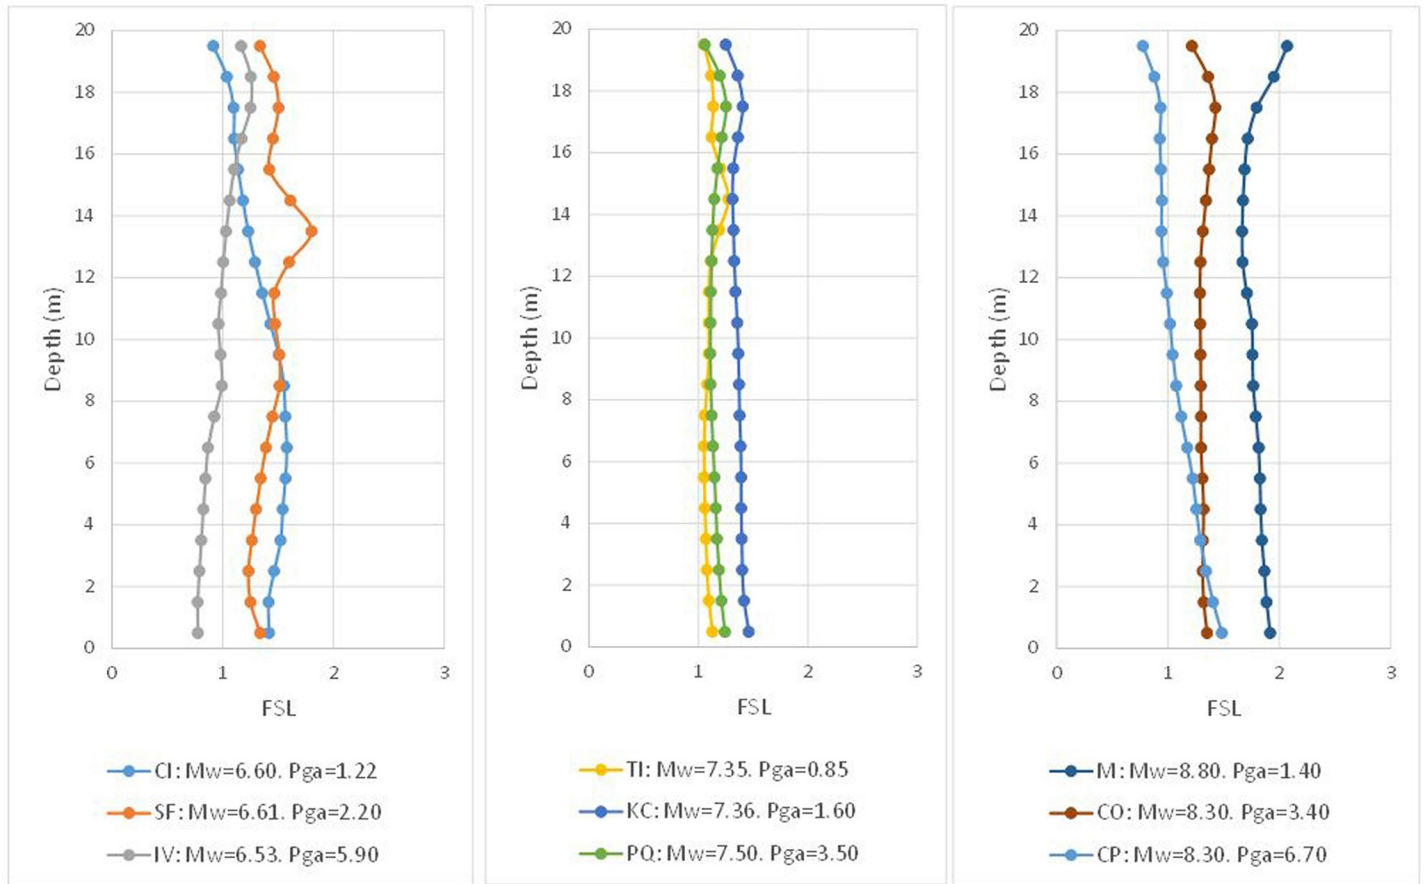 20
18
16
14
12
10
8
6
4
2
0
Depth (m)
0 1 2 3
FSL
CI: Mw=6.60. Pga=1.22
SF: Mw=6.61. Pga=2.20
IV: Mw=6.53. Pga=5.90
20
18
16
14
12
10
8
6
4
2
0
Depth (m)
0 1 2 3
FSL
TI: Mw=7.35. Pga=0.85
KC: Mw=7.36. Pga=1.60
PQ: Mw=7.50. Pga=3.50
20
18
16
14
12
10
8
6
4
2
0
Depth (m)
0 1 2 3
FSL
M: Mw=8.80. Pga=1.40
CO: Mw=8.30. Pga=3.40
CP: Mw=8.30. Pga=6.70